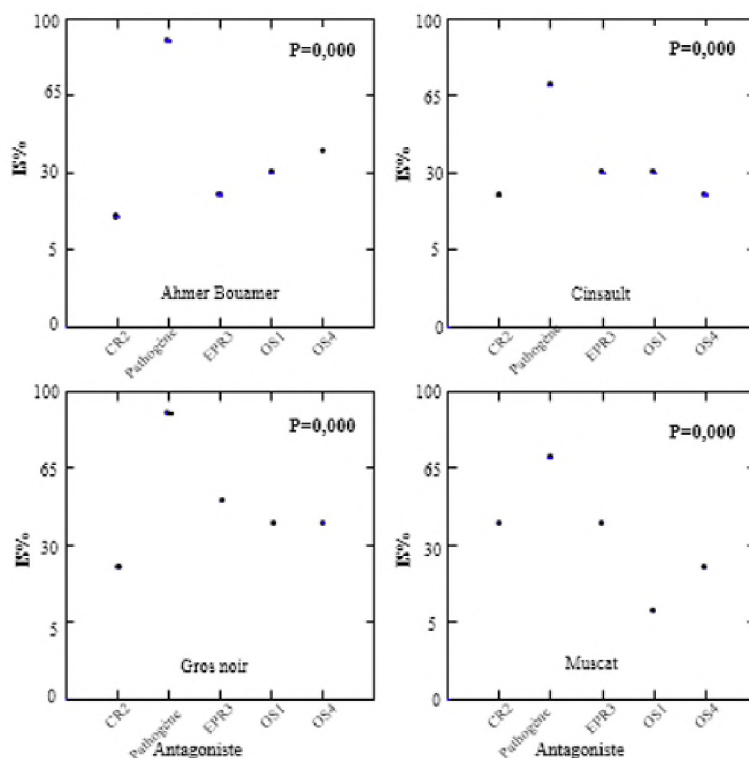 100
P=0,000
65
IS%
30
5
Ahmer Bouamer
0
CR2
Pathogène
EPR3
OS1
OS4
100
P=0,000
65
IS%
30
5
Cinsault
0
CR2
Pathogène
EPR3
OS1
OS4
100
P=0,000
65
IS%
30
5
Gros noir
0
CR2
Pathogène
EPR3
OS1
OS4
Antagoniste
100
P=0,000
65
IS%
30
5
Muscat
0
CR2
Pathogène
EPR3
OS1
OS4
Antagoniste